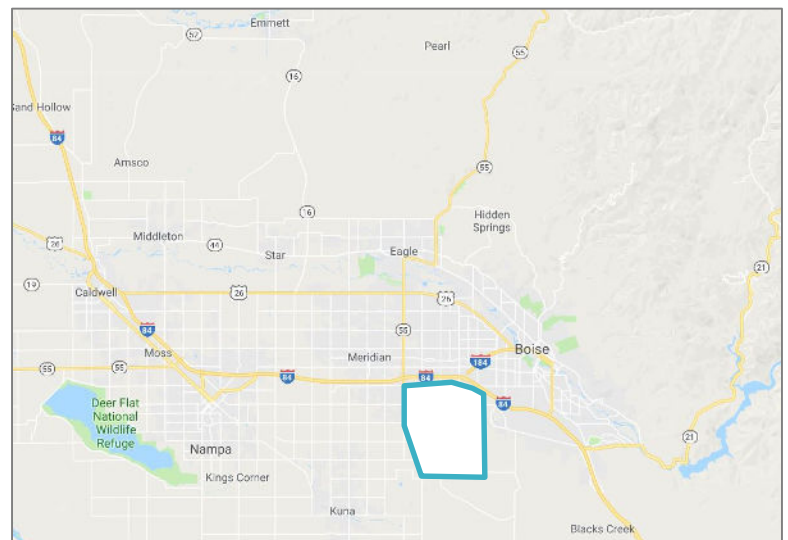 Emmett
52
Pearl
55
16
Sand Hollow
84
Amsco
55
16
Hidden
Springs
Middleton
44
Star
Eagle
26
21
19
Caldwell
26
26
84
55
Moss
Meridian
184
Boise
55
55
84
84
84
Deer Flat
National
Wildlife
Refuge
21
Nampa
Kings Corner
Kuna
Blacks Creek